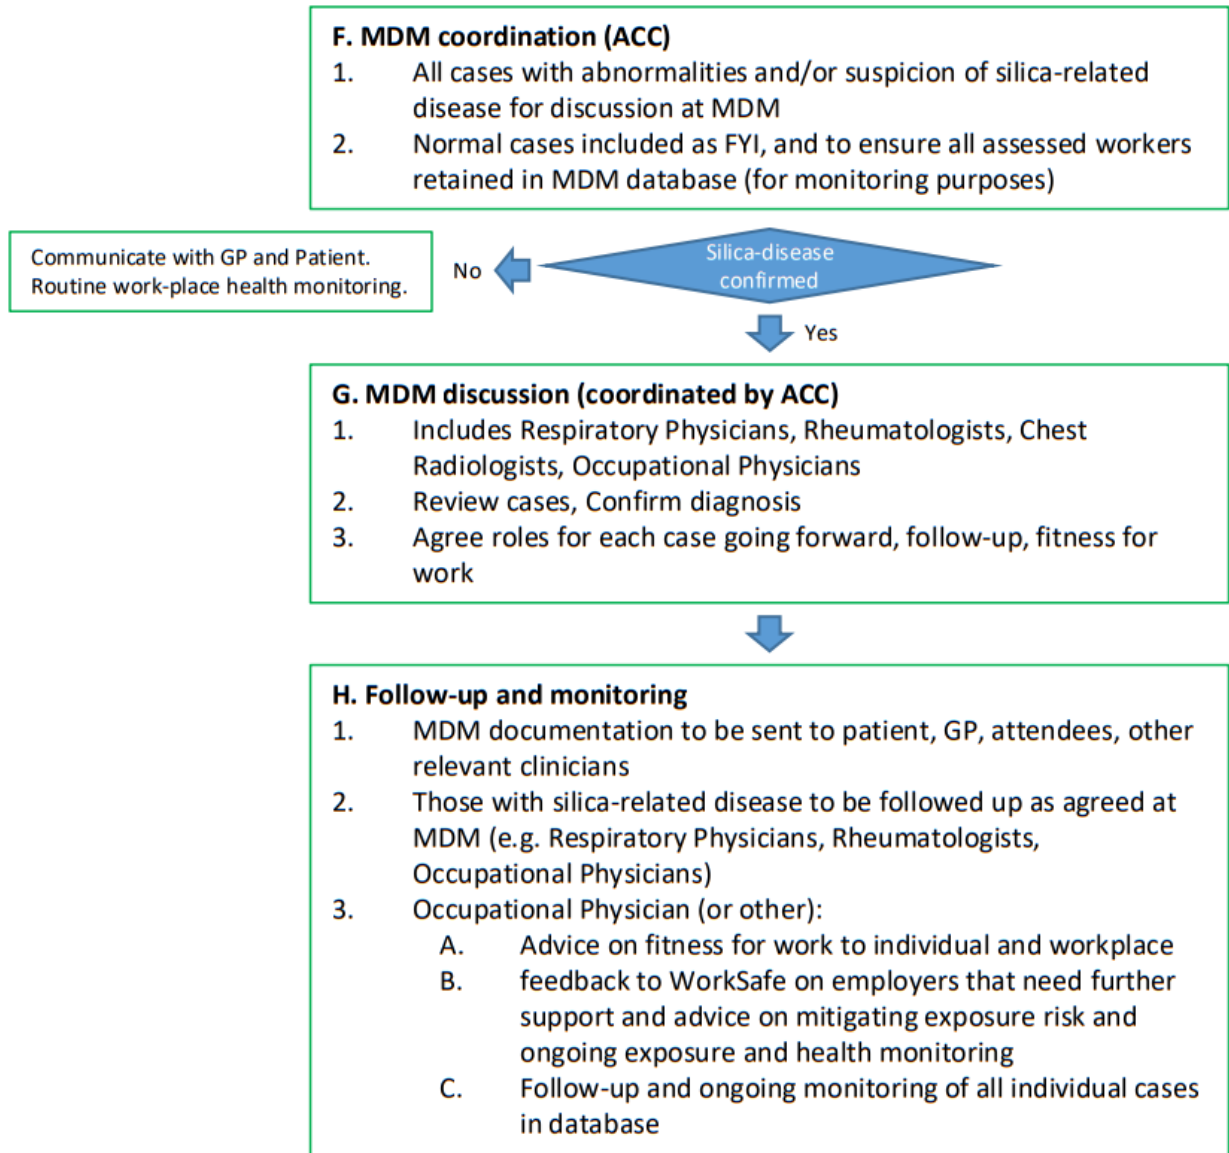 F. MDM coordination (ACC)
1. All cases with abnormalities and/or suspicion of silica-related
disease for discussion at MDM
2. Normal cases included as FYI, and to ensure all assessed workers
retained in MDM database (for monitoring purposes)
Silica-disease
confirmed
No
Communicate with GP and Patient.
Routine work-place health monitoring.
Yes
G. MDM discussion (coordinated by ACC)
1. Includes Respiratory Physicians, Rheumatologists, Chest
Radiologists, Occupational Physicians
2. Review cases, Confirm diagnosis
3. Agree roles for each case going forward, follow-up, fitness for
work
H. Follow-up and monitoring
1. MDM documentation to be sent to patient, GP, attendees, other
relevant clinicians
2. Those with silica-related disease to be followed up as agreed at
MDM (e.g. Respiratory Physicians, Rheumatologists,
Occupational Physicians)
3. Occupational Physician (or other):
A. Advice on fitness for work to individual and workplace
B. feedback to WorkSafe on employers that need further
support and advice on mitigating exposure risk and
ongoing exposure and health monitoring
C. Follow-up and ongoing monitoring of all individual cases
in database